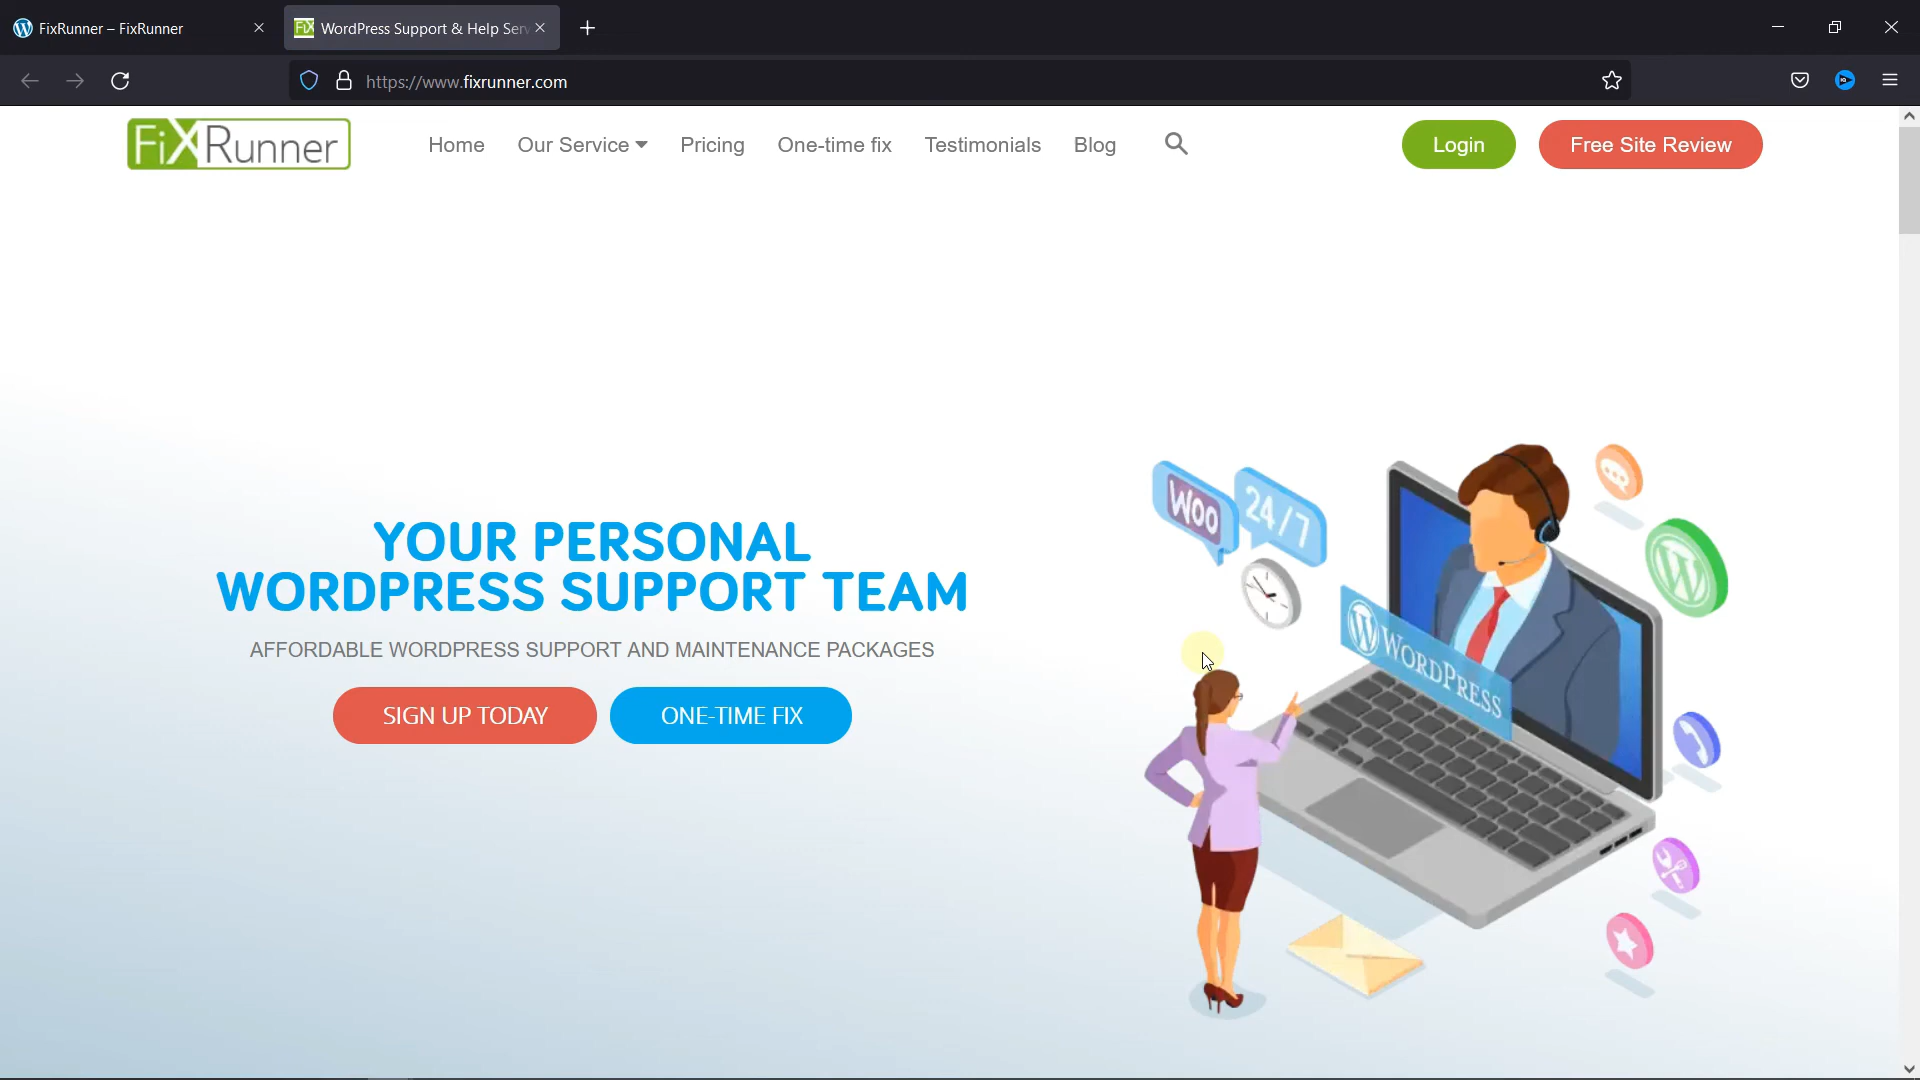 FixRunner – FixRunner
FiX WordPress Support & Help Ser
https://www.fixrunner.com
FiXRunner
Home
Our Service
Pricing
One-time fix
Testimonials
Blog
Login
Free Site Review
YOUR PERSONAL
WORDPRESS SUPPORT TEAM
AFFORDABLE WORDPRESS SUPPORT AND MAINTENANCE PACKAGES
SIGN UP TODAY
ONE-TIME FIX
Woo
24/7
WORDPRESS